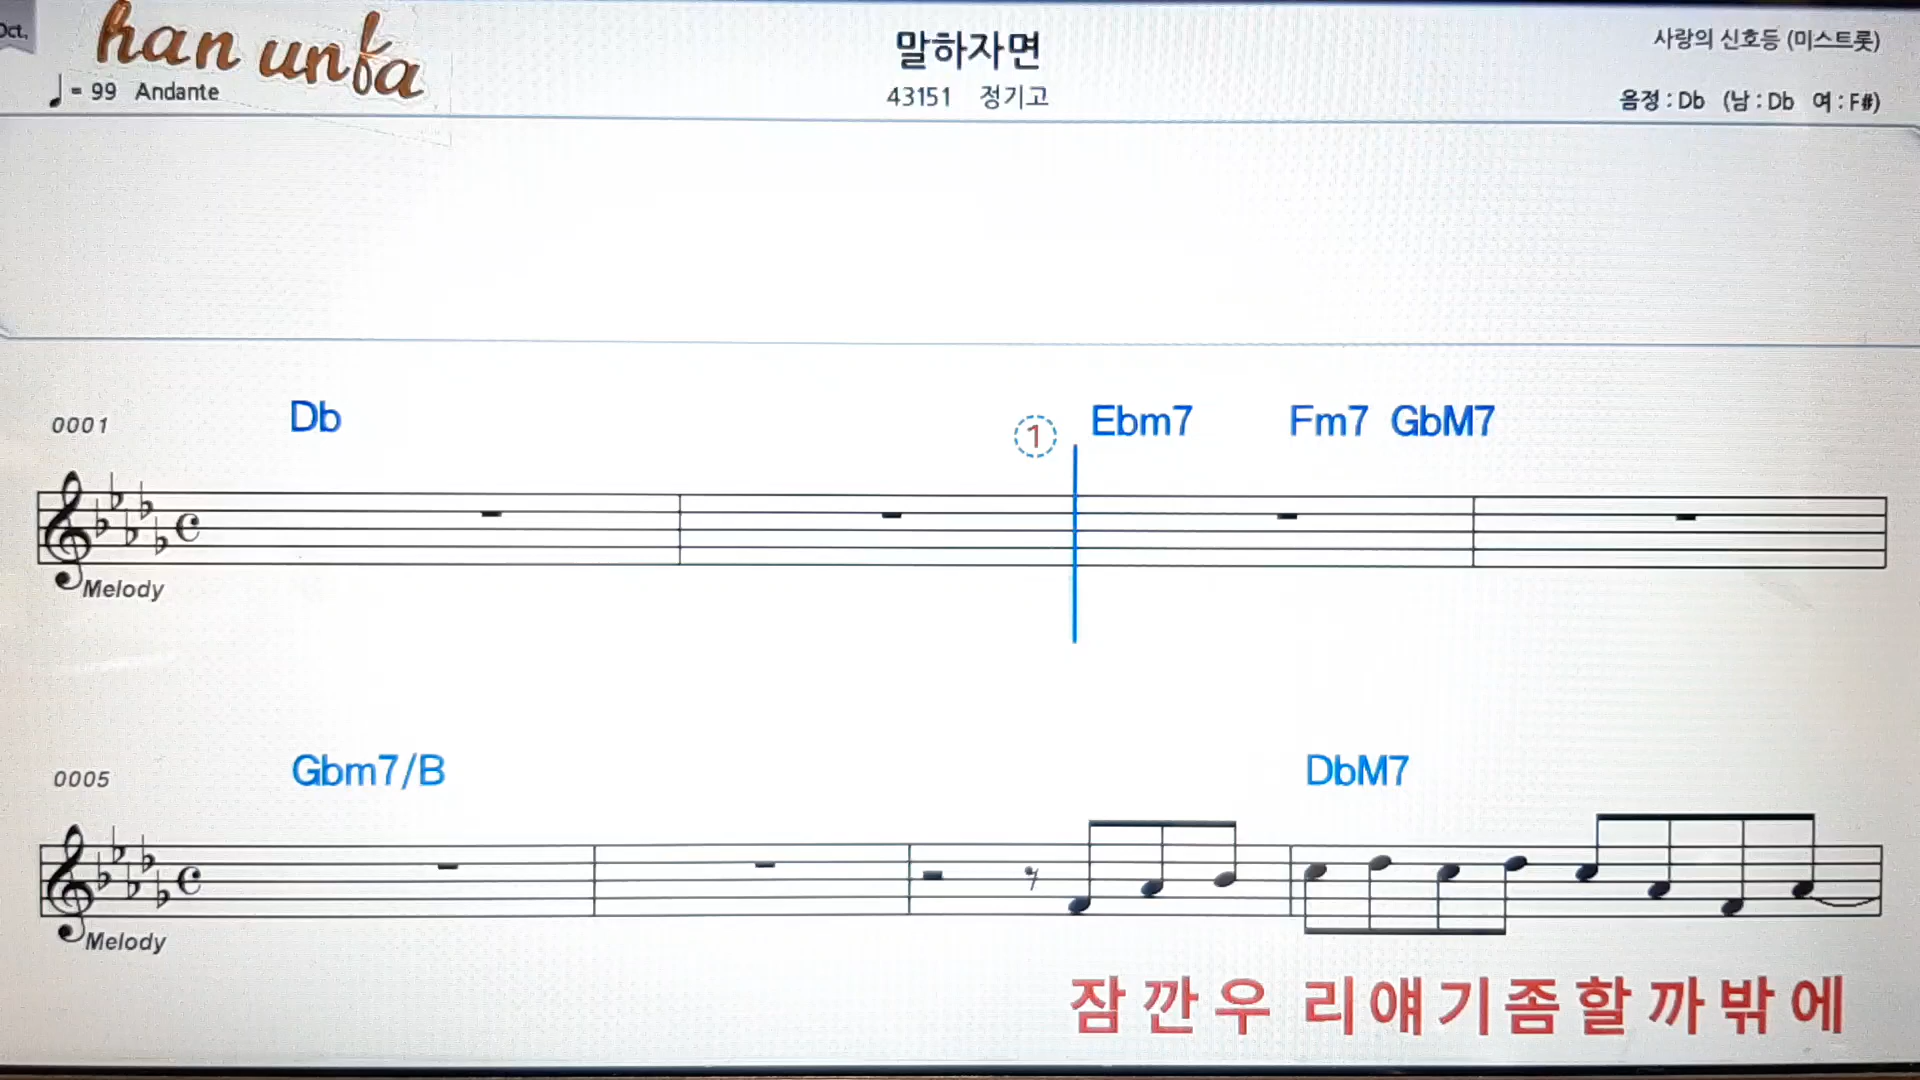 Oct.
han unfa
♩ = 99 Andante
말하자면
43151 정기고
사랑의 신호등 (미스트롯)
음정 : Db (남 : Db 여 : F#)
0001
Db
1
Ebm7 Fm7 GbM7
Melody
0005
Gbm7/B
DbM7
Melody
잠 깐 우 리 얘 기 좀 할 까 밖 에